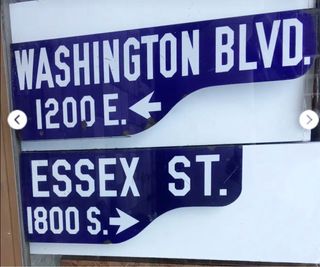 WASHINGTON BLVD.
1200 E. ←
ESSEX ST.
1800 S. →